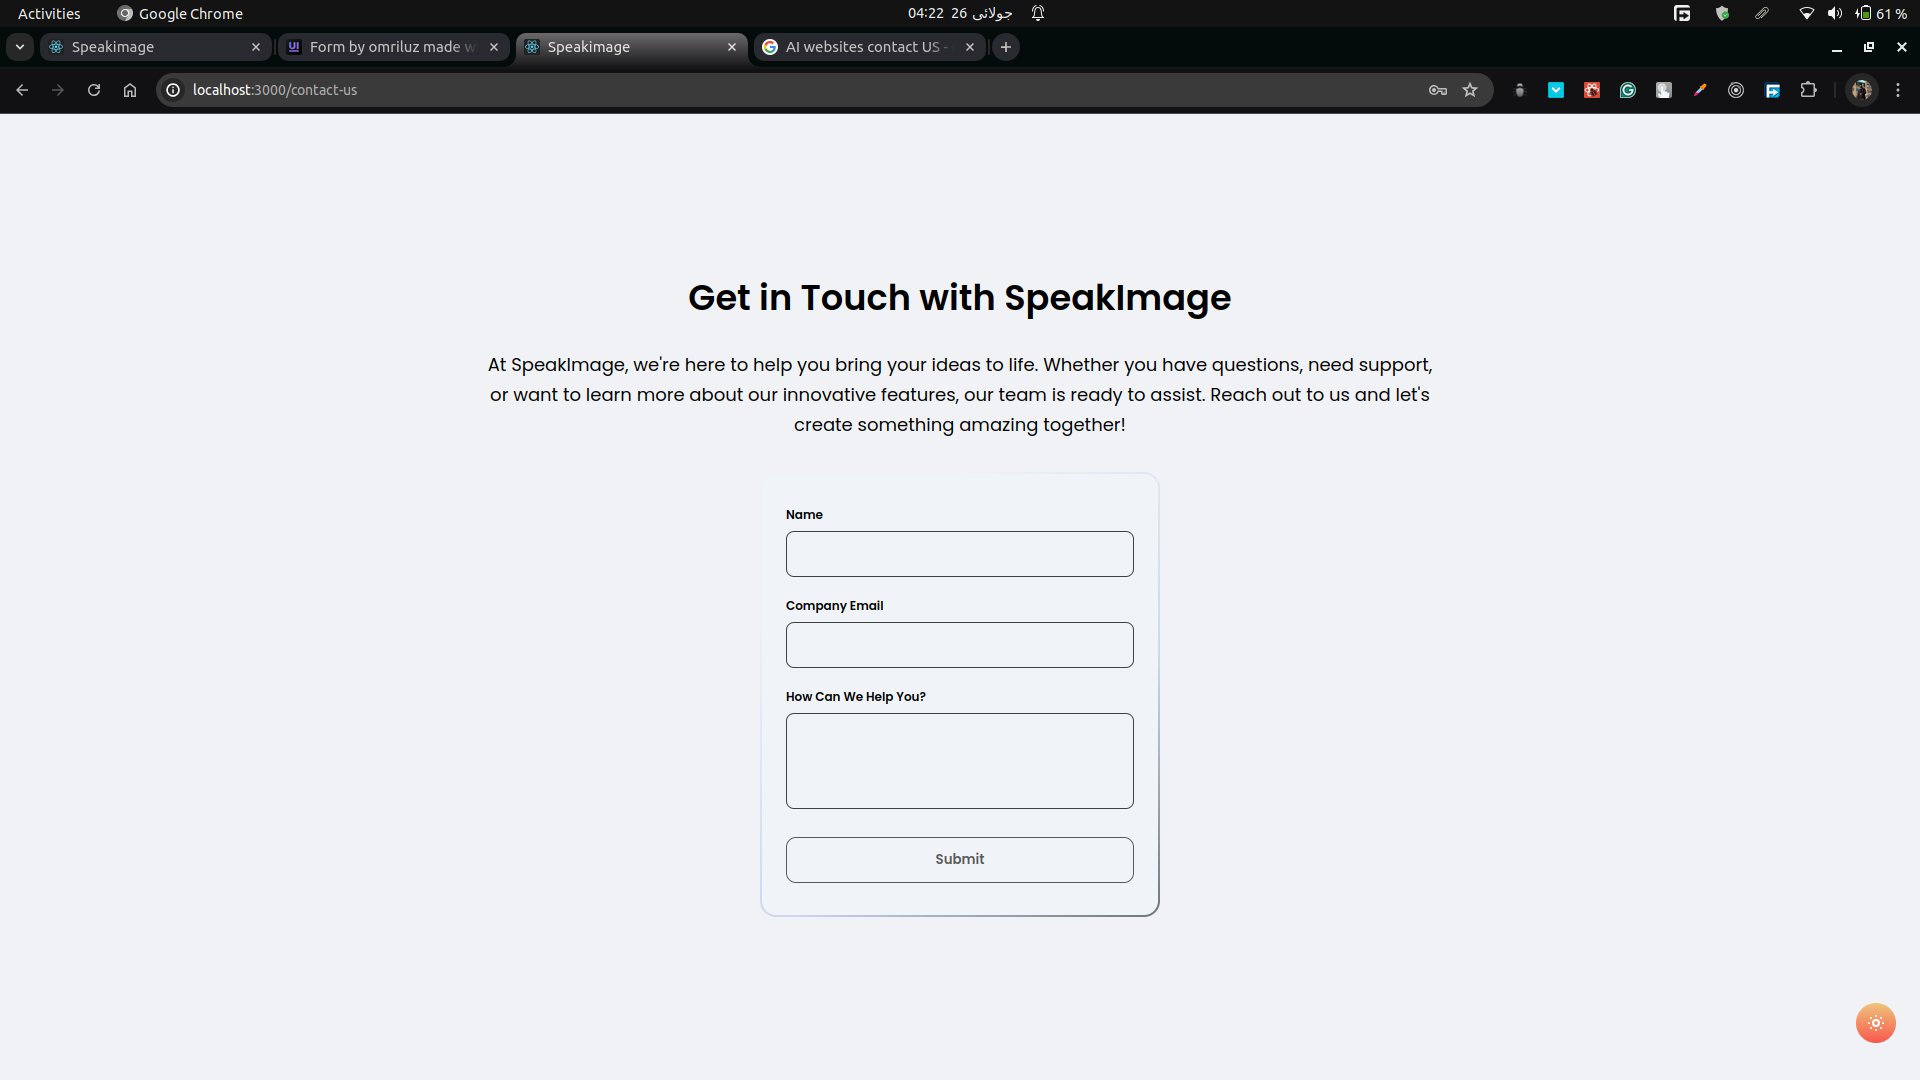 Activities
Google Chrome
04:22 26 جولائی
61 %
Speakimage
Form by omriluz made w
Speakimage
AI websites contact US -
localhost:3000/contact-us
Get in Touch with SpeakImage
At SpeakImage, we're here to help you bring your ideas to life. Whether you have questions, need support,
or want to learn more about our innovative features, our team is ready to assist. Reach out to us and let's
create something amazing together!
Name
Company Email
How Can We Help You?
Submit